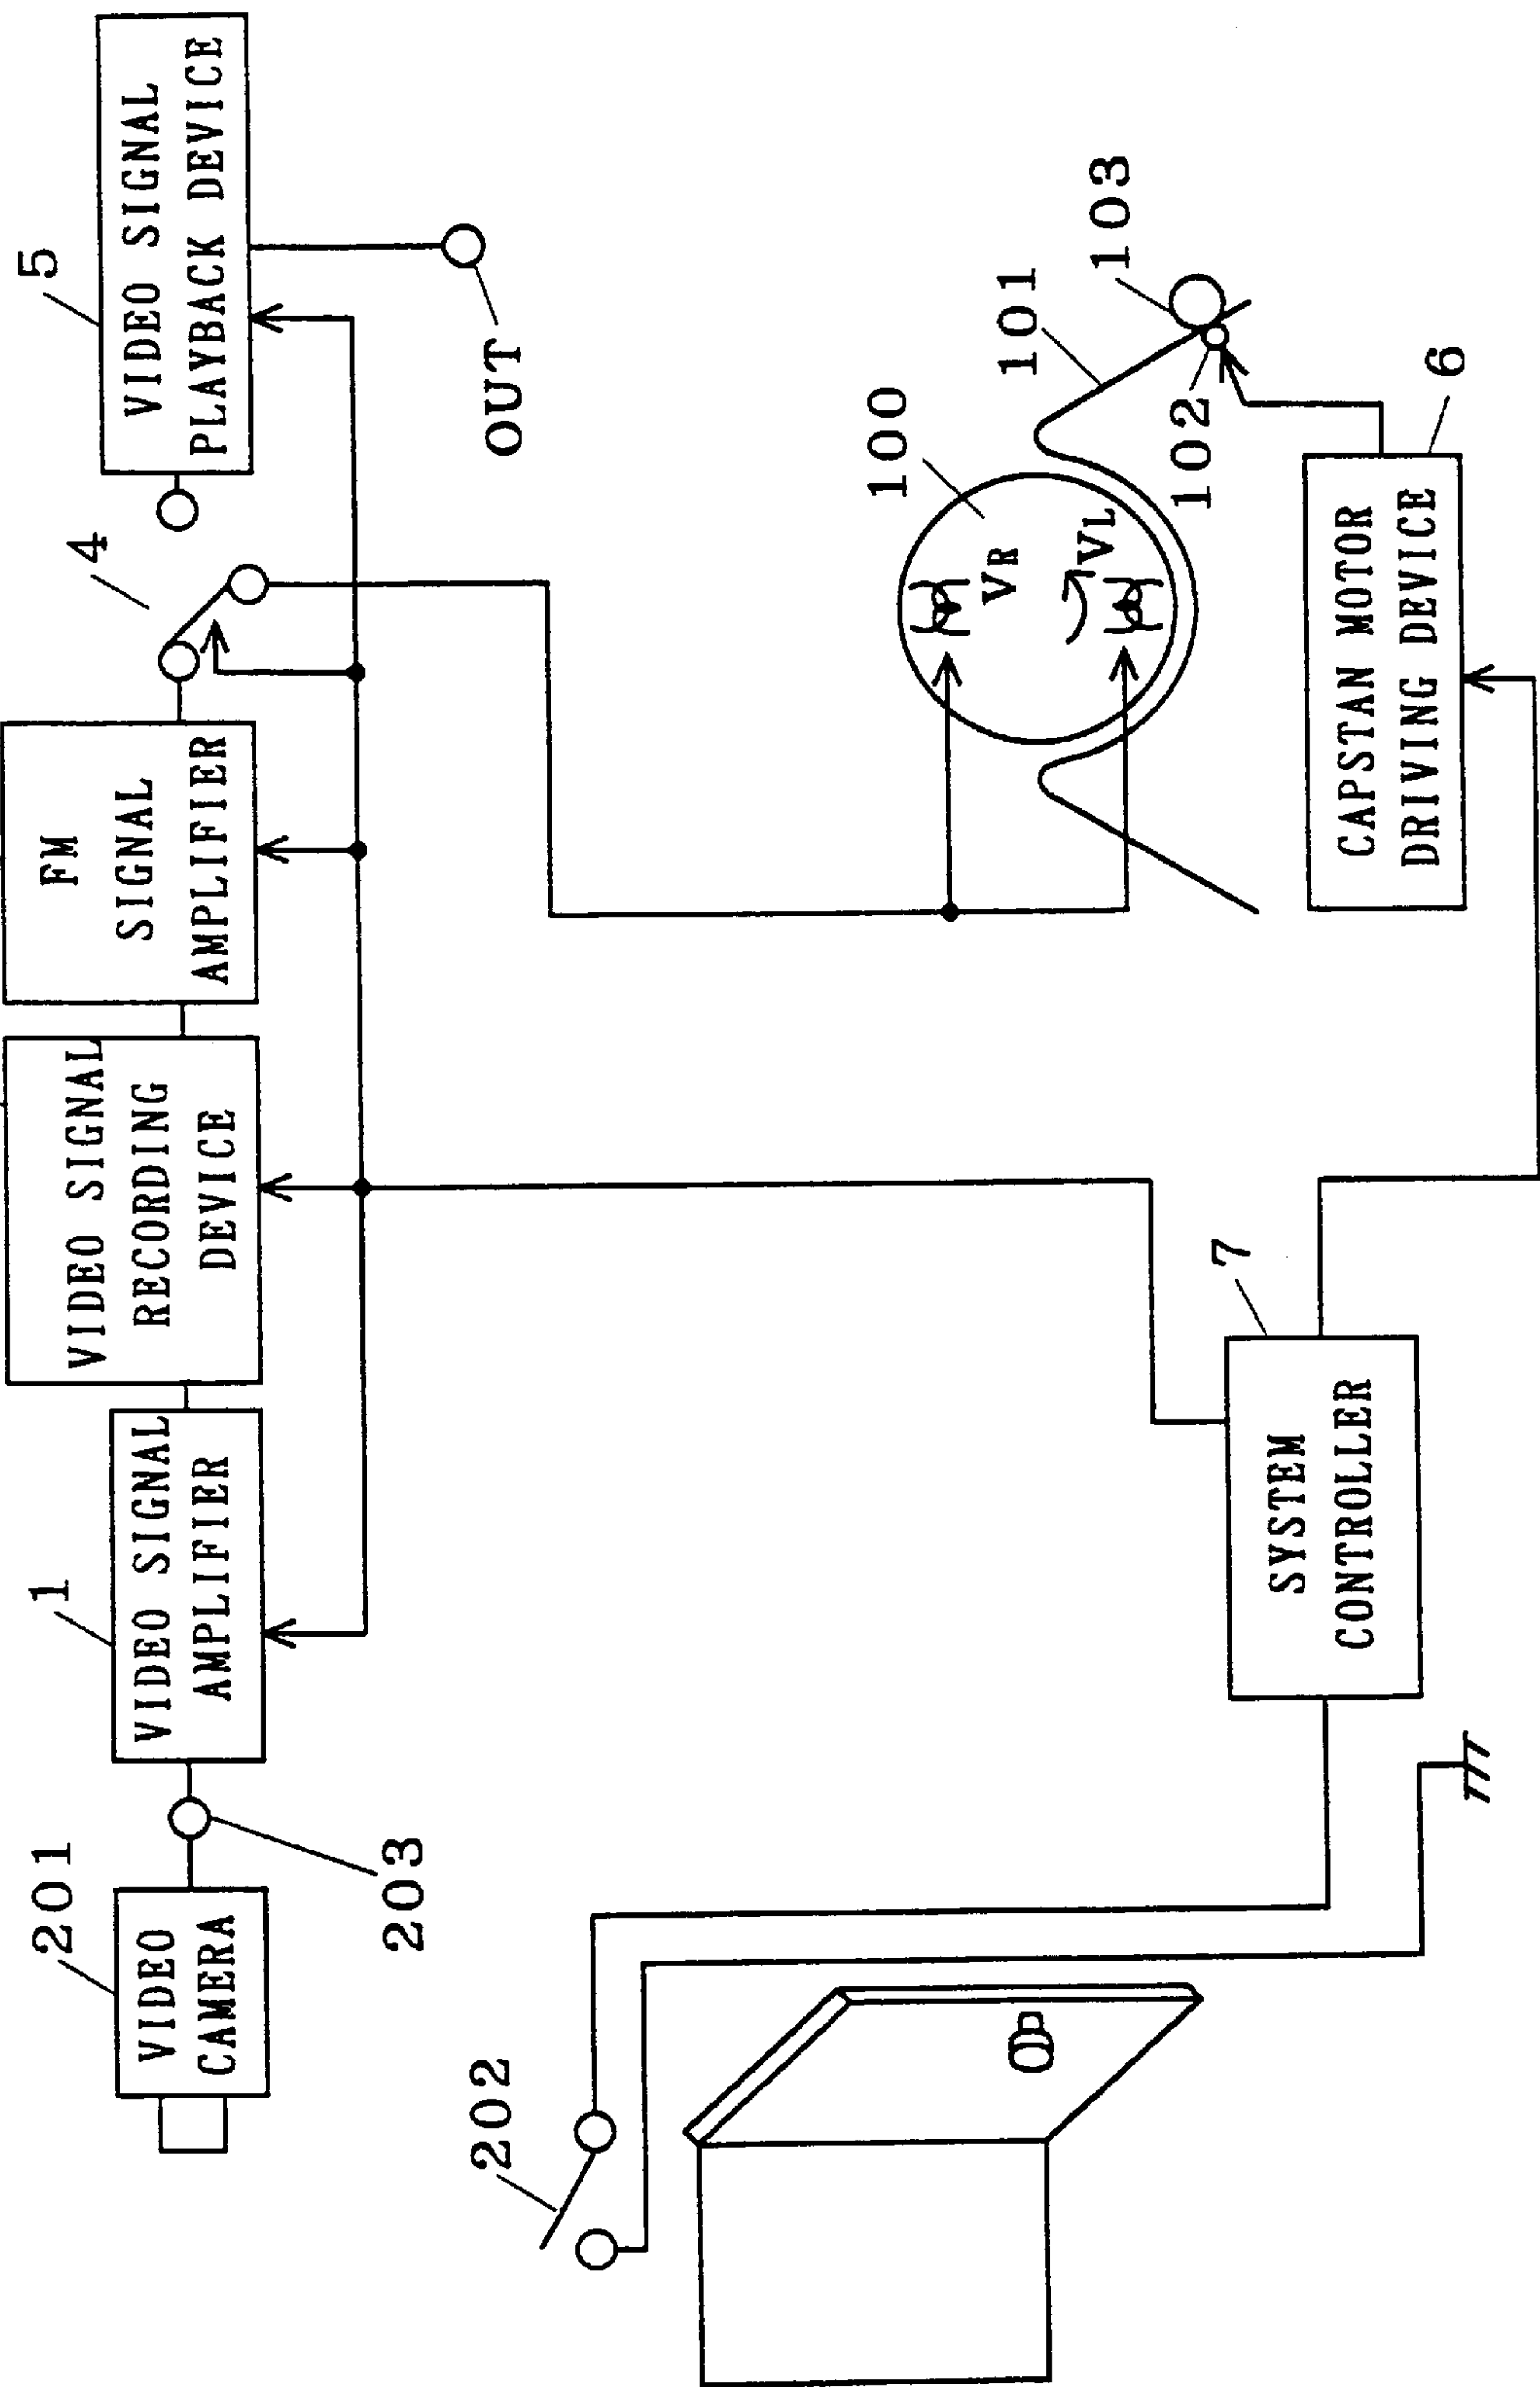 201
VIDEO
CAMERA
203
1
VIDEO SIGNAL
AMPLIFIER
VIDEO SIGNAL
RECORDING
DEVICE
FM
SIGNAL
AMPLIFIER
4
5
VIDEO SIGNAL
PLAYBACK DEVICE
OUT
202
7
SYSTEM
CONTROLLER
100
VR
VL
101
102
103
6
CAPSTAN MOTOR
DRIVING DEVICE